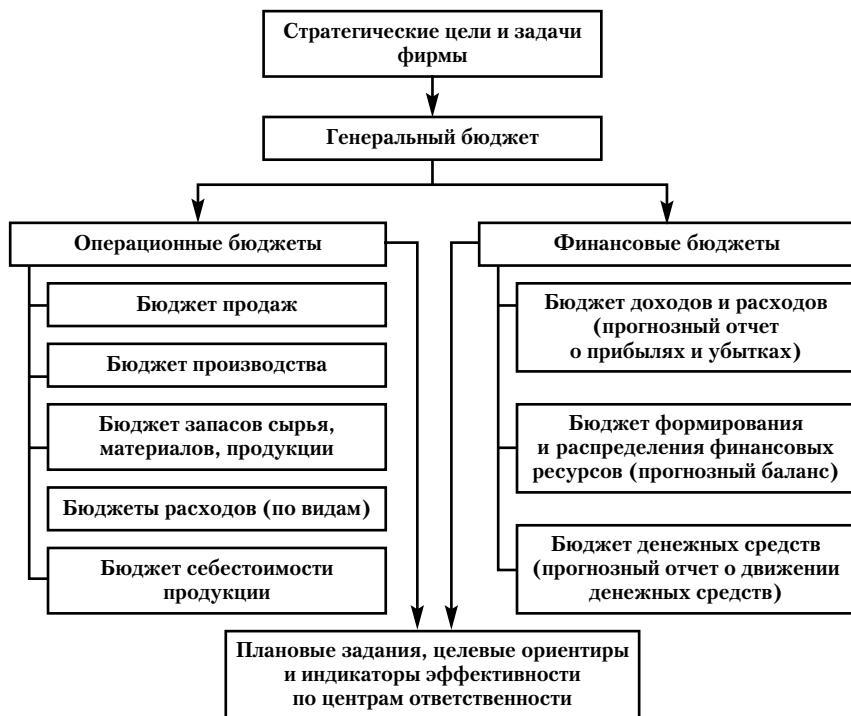 Стратегические цели и задачи
фирмы
Генеральный бюджет
Операционные бюджеты
Бюджет продаж
Бюджет производства
Бюджет запасов сырья,
материалов, продукции
Бюджеты расходов (по видам)
Бюджет себестоимости
продукции
Финансовые бюджеты
Бюджет доходов и расходов
(прогнозный отчет
о прибылях и убытках)
Бюджет формирования
и распределения финансовых
ресурсов (прогнозный баланс)
Бюджет денежных средств
(прогнозный отчет о движении
денежных средств)
Плановые задания, целевые ориентиры
и индикаторы эффективности
по центрам ответственности